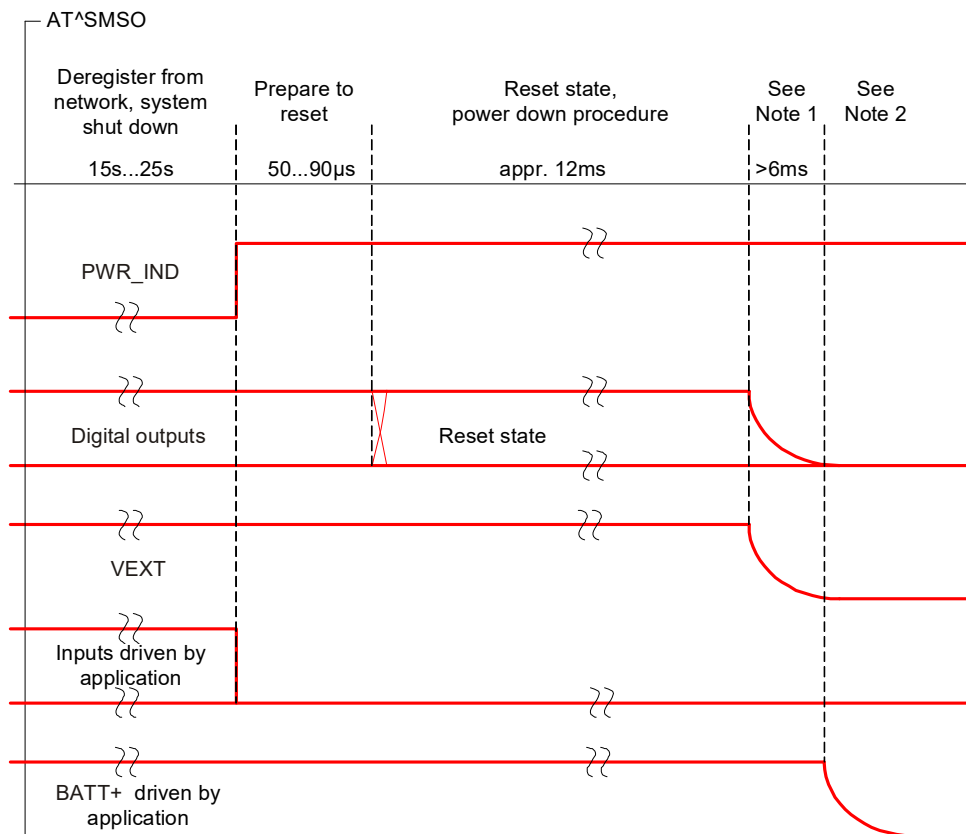 AT^SMSO
Deregister from
network, system
shut down
Prepare to
reset
Reset state,
power down procedure
See
Note 1
See
Note 2
15s...25s
50...90µs
appr. 12ms
>6ms
PWR_IND
Digital outputs
Reset state
VEXT
Inputs driven by
application
BATT+ driven by
application